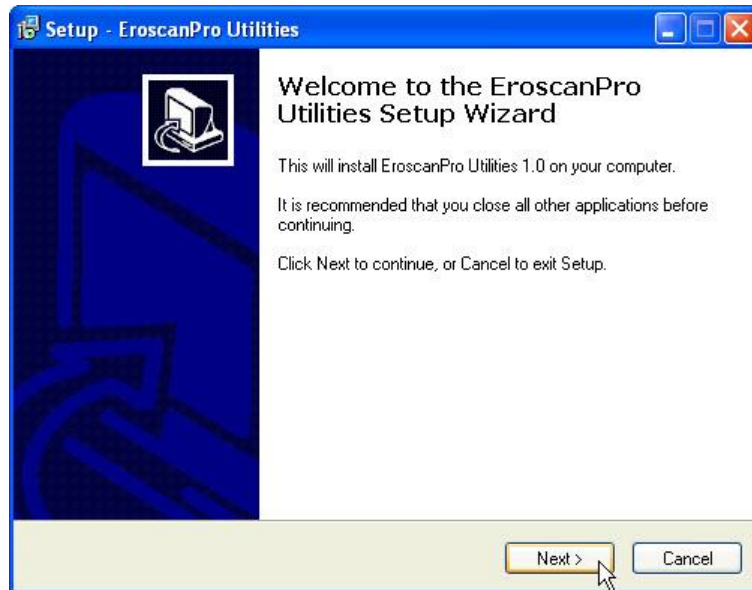 Setup - EroscanPro Utilities
Welcome to the EroscanPro
Utilities Setup Wizard
This will install EroscanPro Utilities 1.0 on your computer.
It is recommended that you close all other applications before
continuing.
Click Next to continue, or Cancel to exit Setup.
Next > Cancel